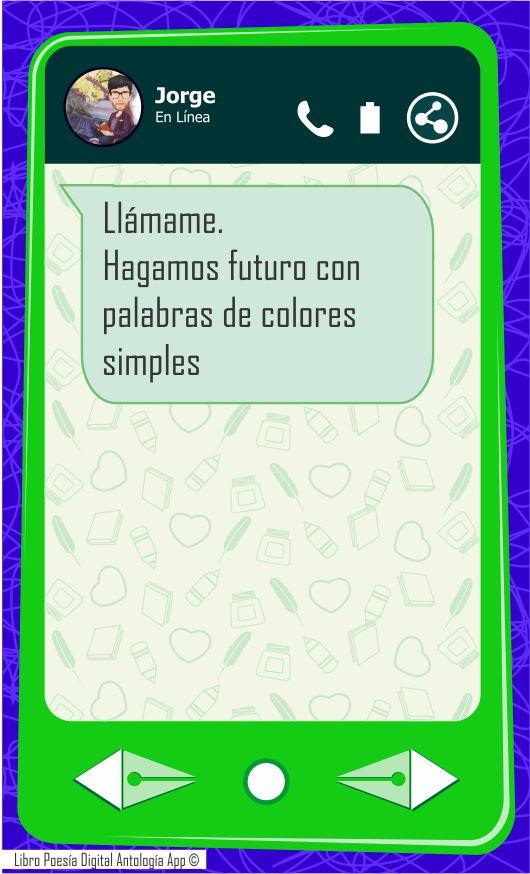 Jorge
En Línea
Llámame.
Hagamos futuro con
palabras de colores
simples
Libro Poesía Digital Antología App ©